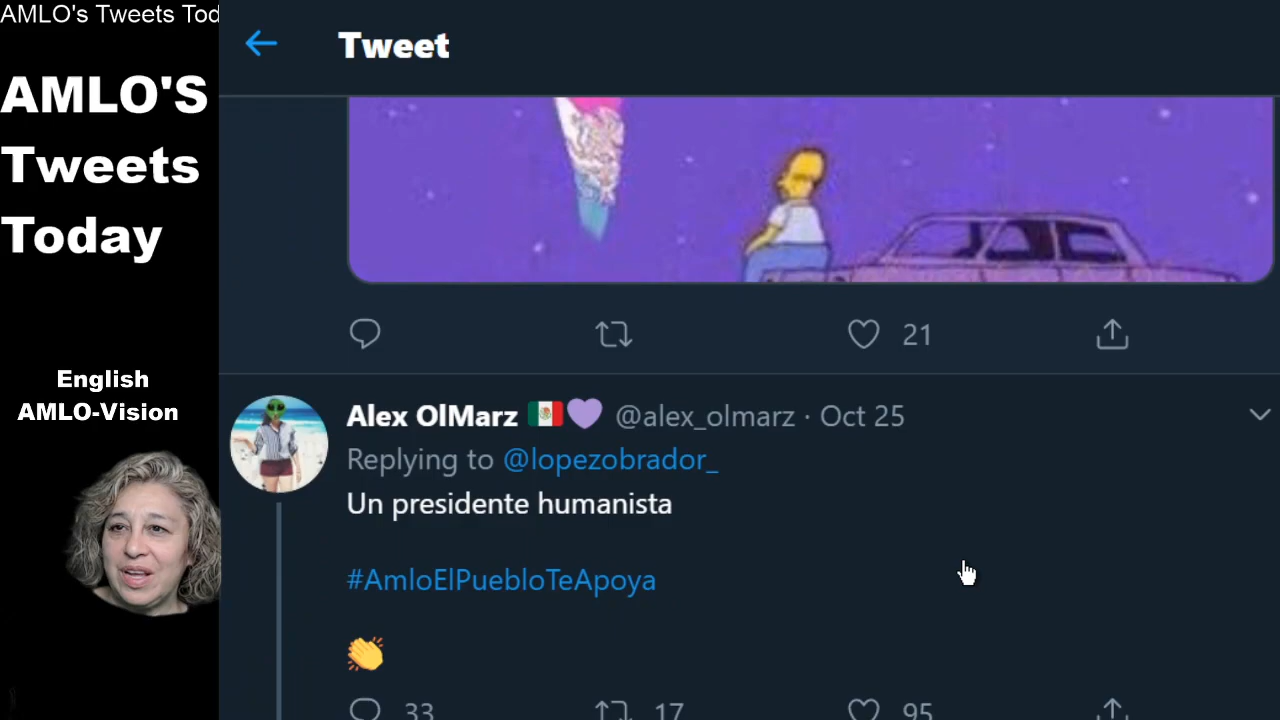 AMLO's Tweets Tod
AMLO'S
Tweets
Today
English
AMLO-Vision
Tweet
21
Alex OlMarz 🇲🇽💜 @alex_olmarz · Oct 25
Replying to @lopezobrador_
Un presidente humanista
#AmloElPuebloTeApoya
👏
33 17 95